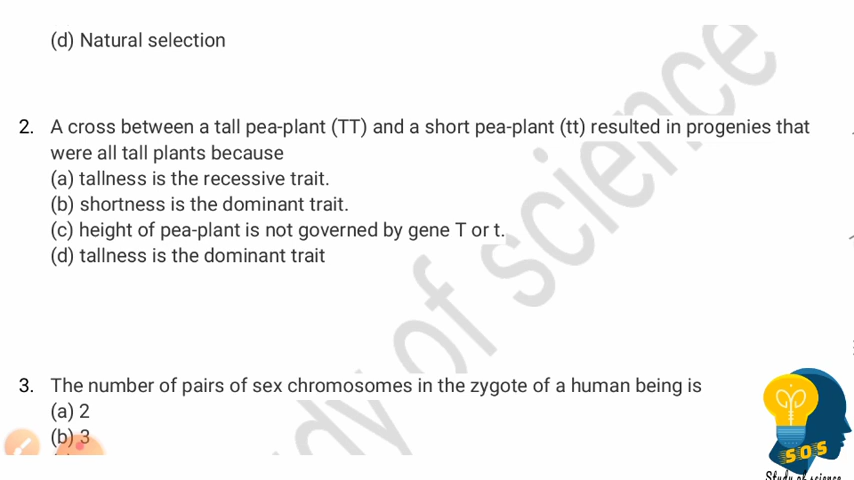 (d) Natural selection
2. A cross between a tall pea-plant (TT) and a short pea-plant (tt) resulted in progenies that
were all tall plants because
(a) tallness is the recessive trait.
(b) shortness is the dominant trait.
(c) height of pea-plant is not governed by gene T or t.
(d) tallness is the dominant trait
3. The number of pairs of sex chromosomes in the zygote of a human being is
(a) 2
(b) 3
dy of science
SOS
Study of science